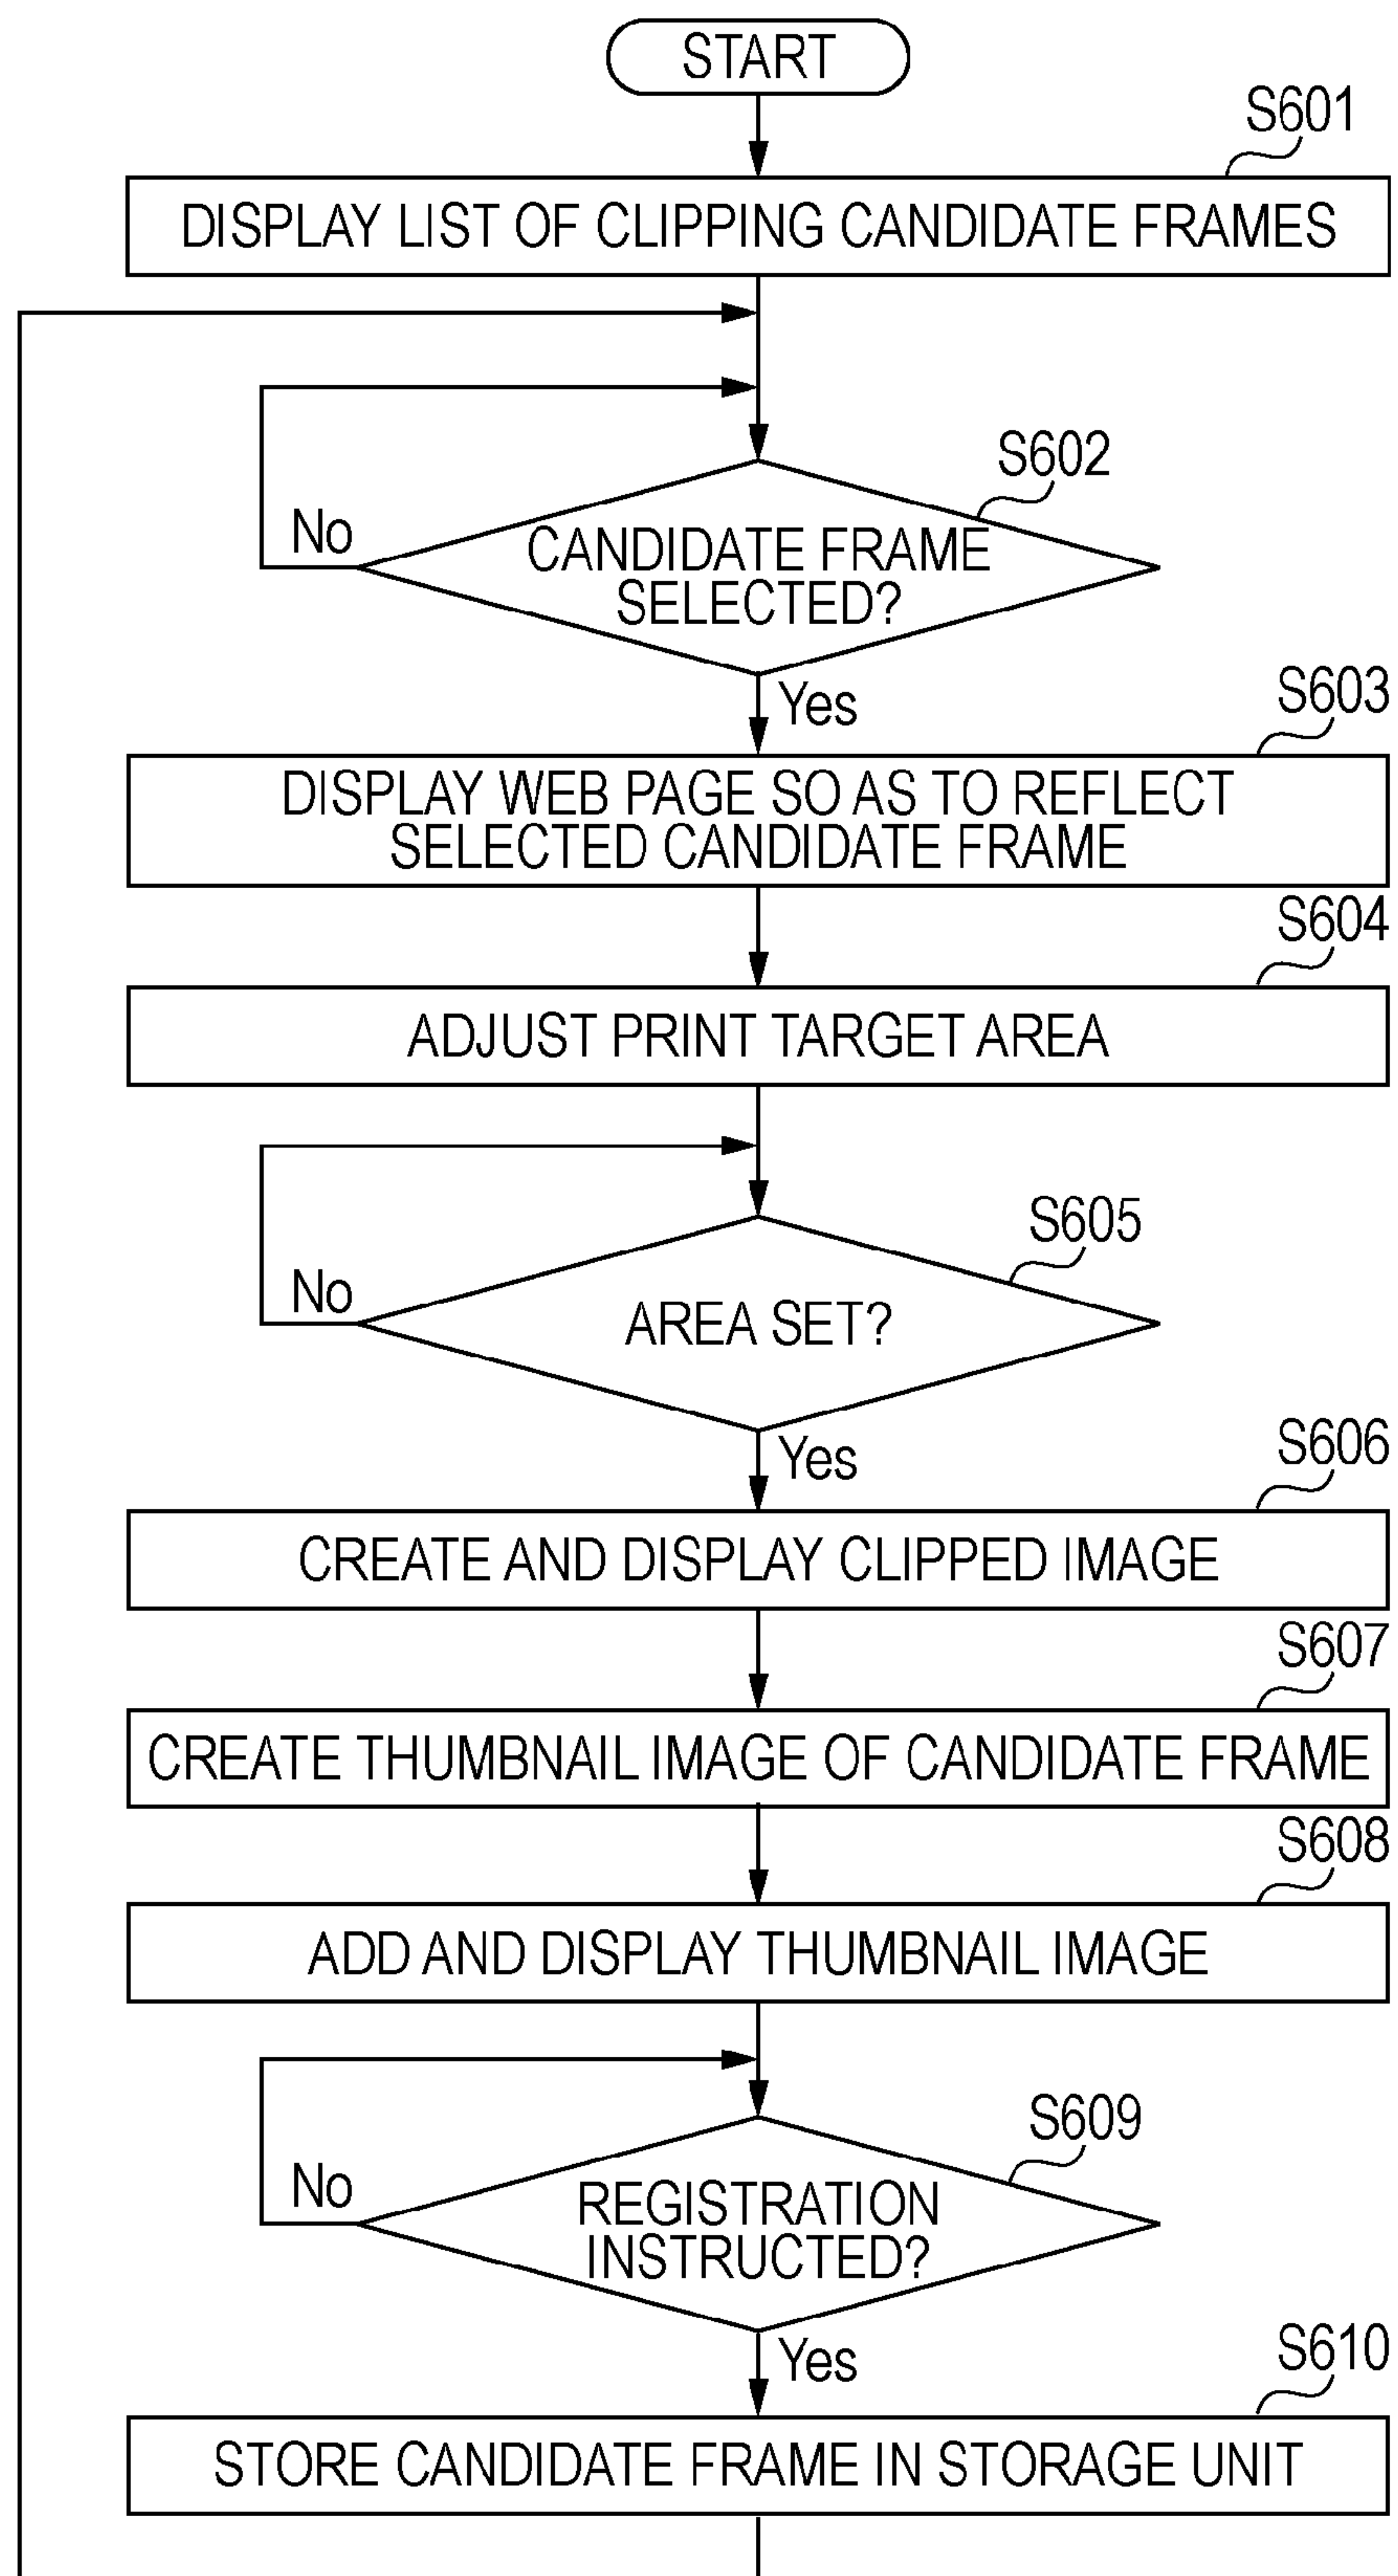 START
S601
DISPLAY LIST OF CLIPPING CANDIDATE FRAMES
S602
No
CANDIDATE FRAME
SELECTED?
Yes
S603
DISPLAY WEB PAGE SO AS TO REFLECT
SELECTED CANDIDATE FRAME
S604
ADJUST PRINT TARGET AREA
S605
No
AREA SET?
Yes
S606
CREATE AND DISPLAY CLIPPED IMAGE
S607
CREATE THUMBNAIL IMAGE OF CANDIDATE FRAME
S608
ADD AND DISPLAY THUMBNAIL IMAGE
S609
No
REGISTRATION
INSTRUCTED?
Yes
S610
STORE CANDIDATE FRAME IN STORAGE UNIT